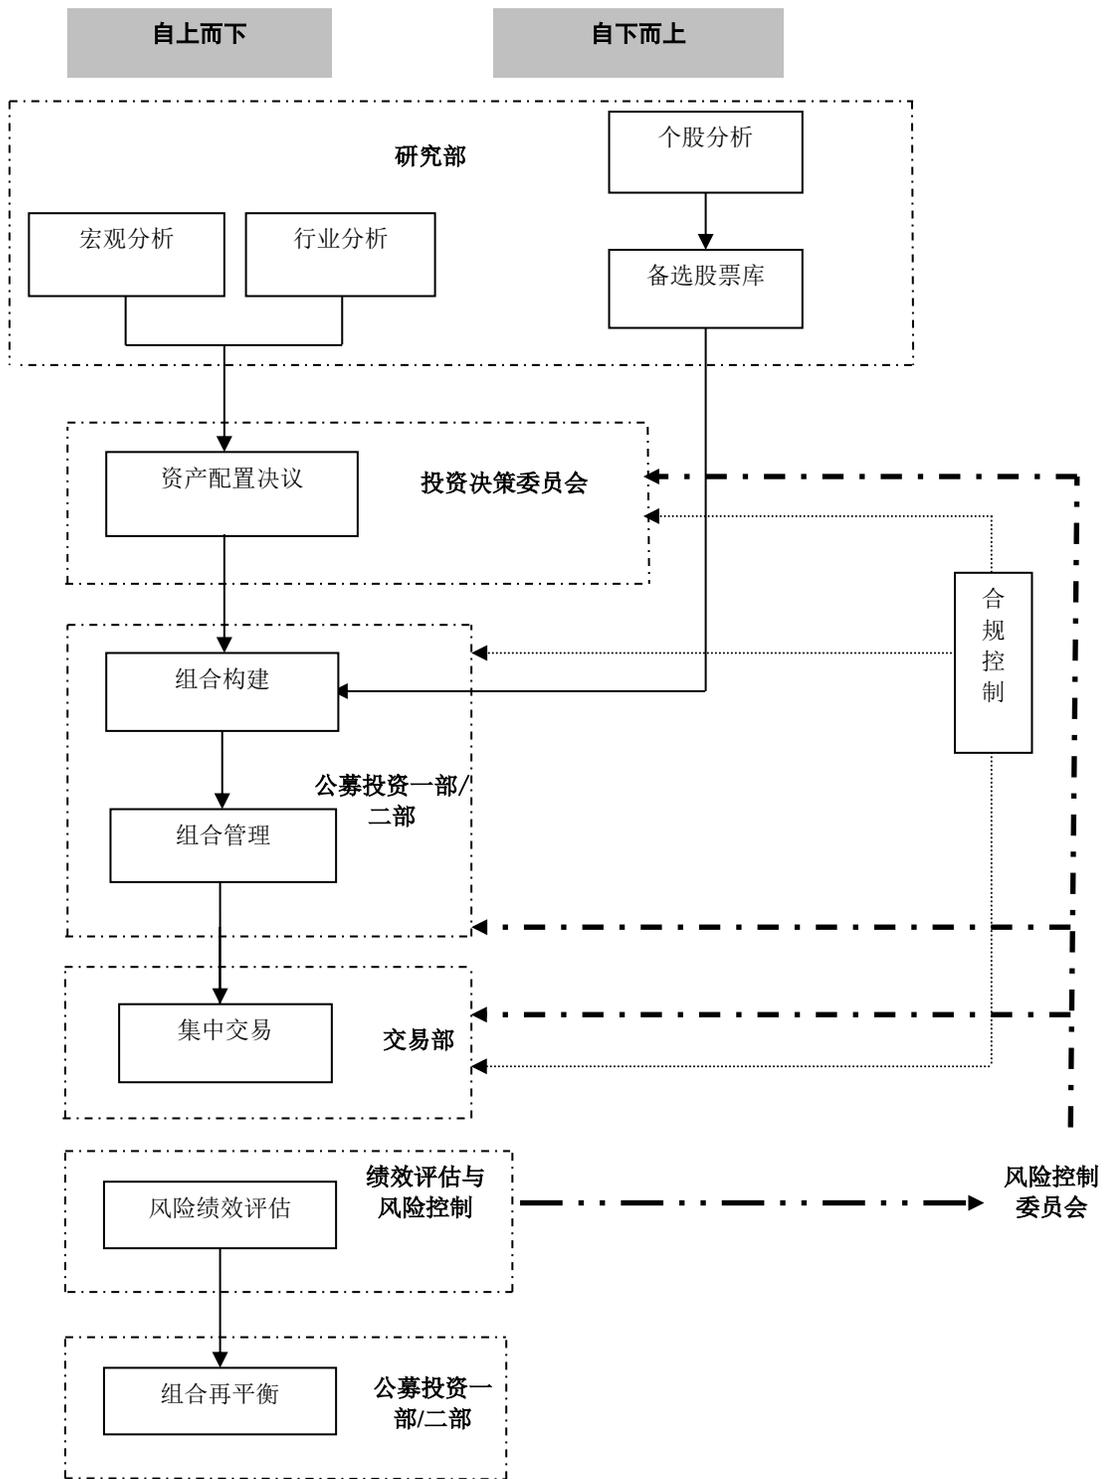 自上而下
自下而上
研究部
个股分析
宏观分析
行业分析
备选股票库
资产配置决议
投资决策委员会
合
规
控
制
组合构建
公募投资一部/
二部
组合管理
集中交易
交易部
绩效评估与
风险控制
风险绩效评估
风险控制
委员会
组合再平衡
公募投资一
部/二部